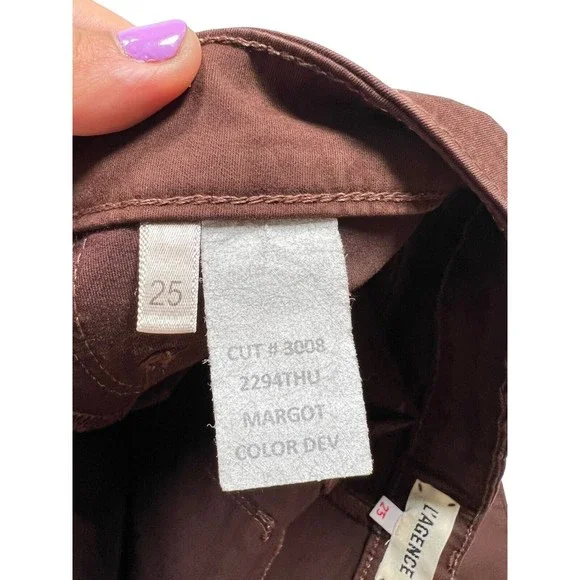 25
CUT # 3008
2294THU
MARGOT
COLOR DEV
25
L'AGENCE